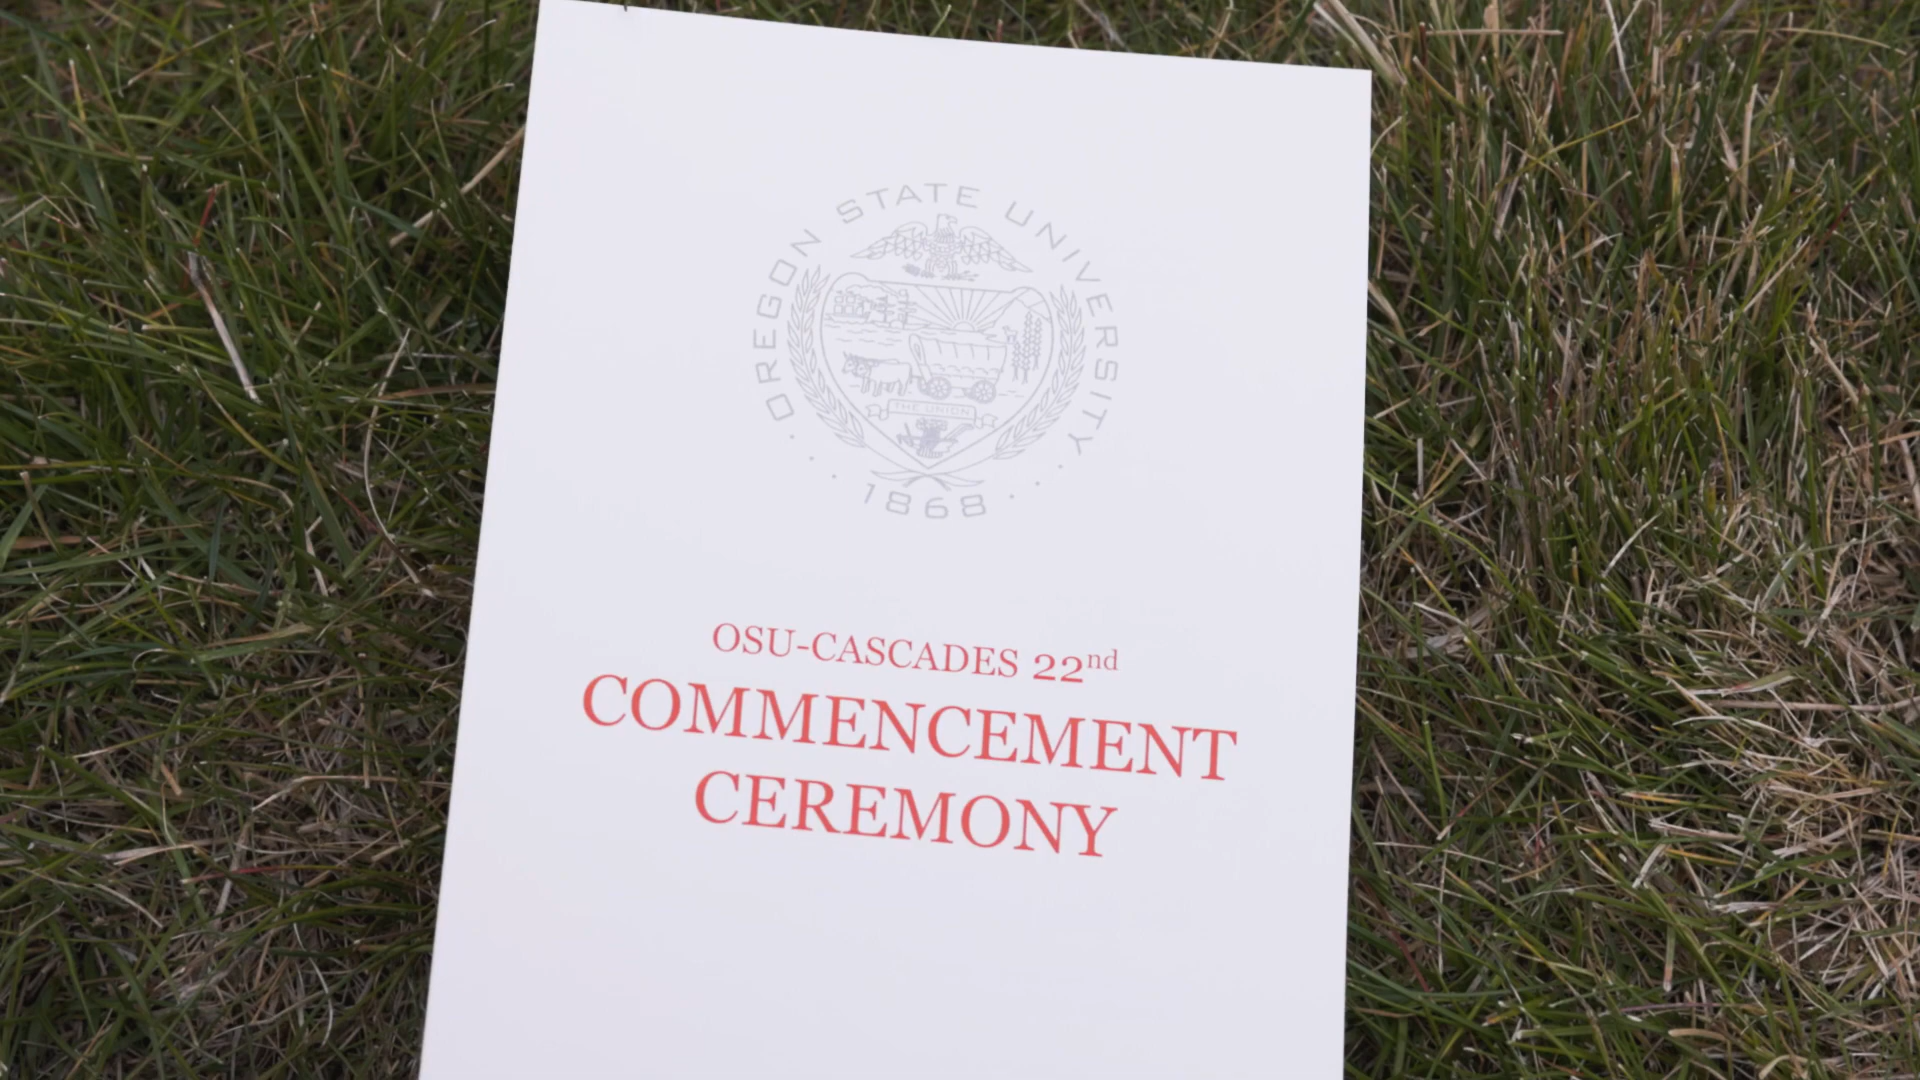 OREGON STATE UNIVERSITY
THE UNION
1868
OSU-CASCADES 22nd
COMMENCEMENT
CEREMONY